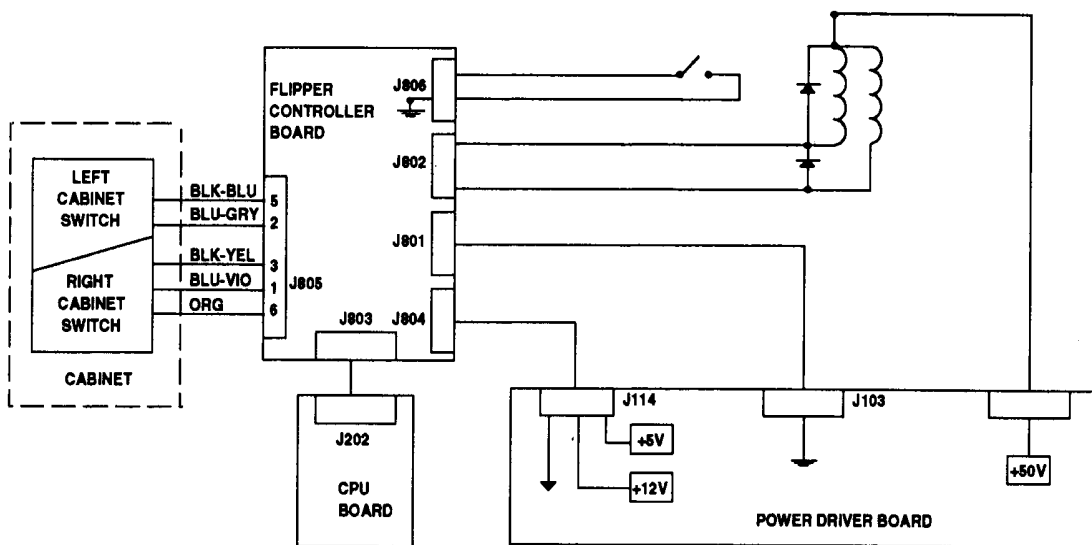 FLIPPER
CONTROLLER
BOARD
J806
J802
J801
J804
J803
J805
5
2
3
1
6
LEFT
CABINET
SWITCH
RIGHT
CABINET
SWITCH
CABINET
BLK-BLU
BLU-GRY
BLK-YEL
BLU-VIO
ORG
J202
CPU
BOARD
J114
J103
+5V
+12V
+50V
POWER DRIVER BOARD